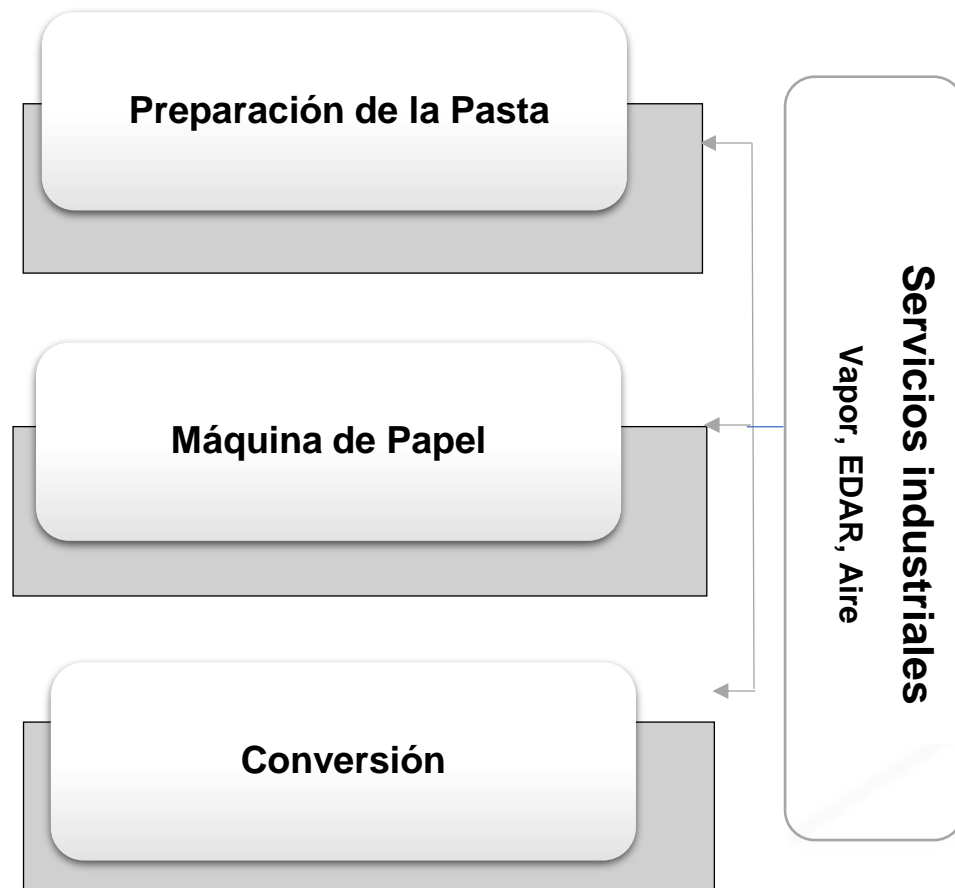 Preparación de la Pasta
Máquina de Papel
Conversión
Servicios industriales
Vapor, EDAR, Aire